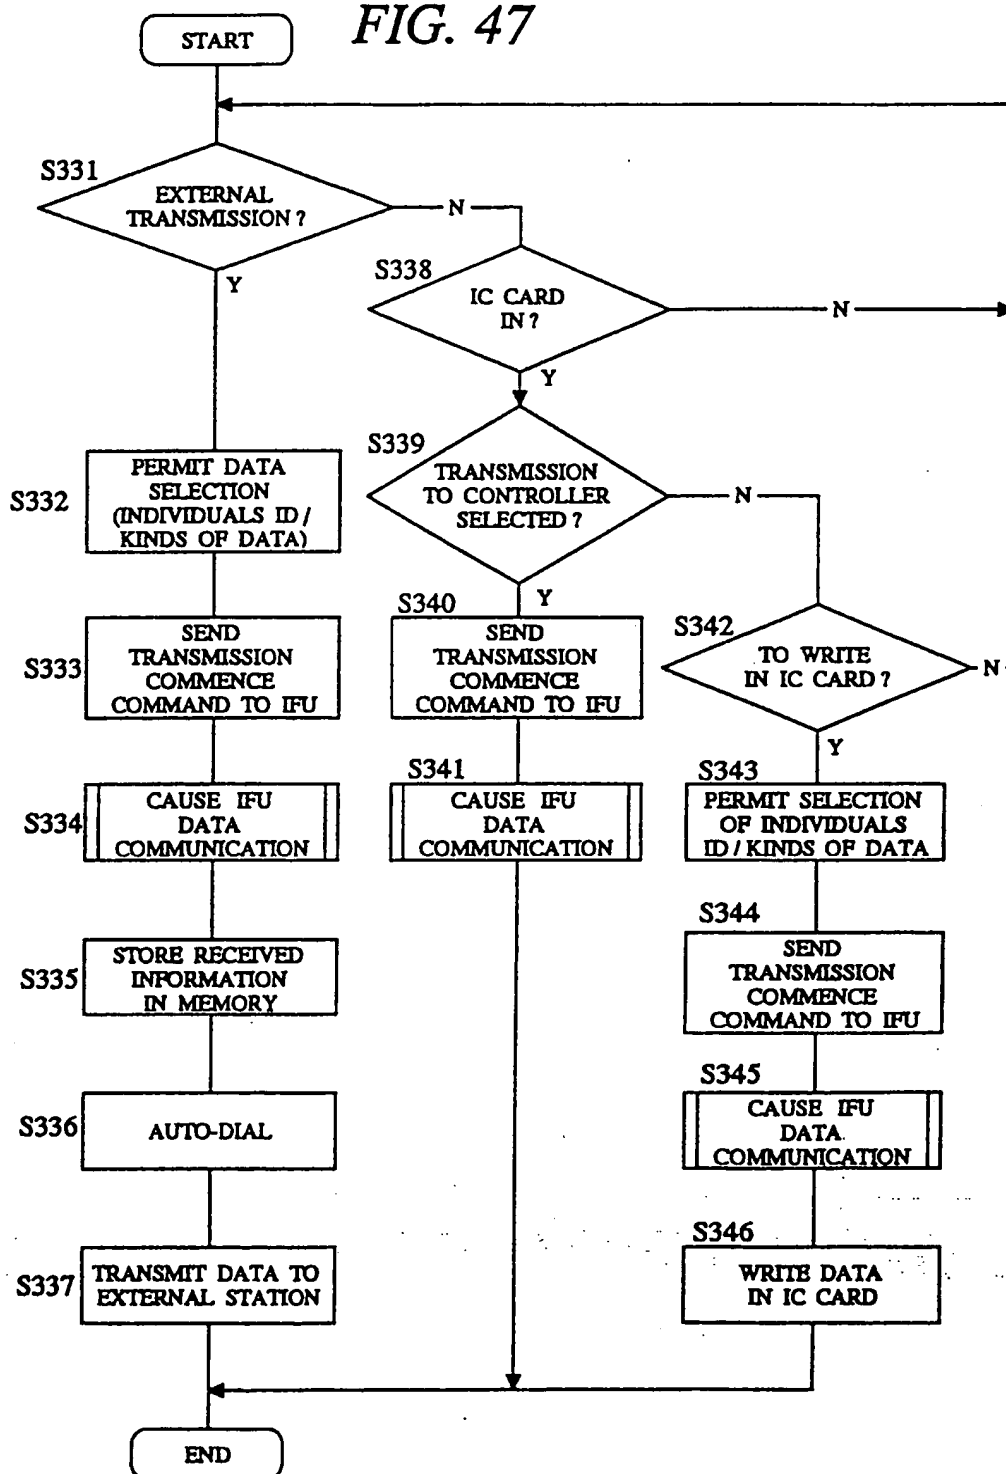 FIG. 47
START
S331
EXTERNAL
TRANSMISSION ?
N
Y
S338
IC CARD
IN ?
N
Y
S339
TRANSMISSION
TO CONTROLLER
SELECTED ?
N
Y
S332
PERMIT DATA
SELECTION
(INDIVIDUALS ID /
KINDS OF DATA)
S333
SEND
TRANSMISSION
COMMENCE
COMMAND TO IFU
S340
SEND
TRANSMISSION
COMMENCE
COMMAND TO IFU
S342
TO WRITE
IN IC CARD ?
N
Y
S334
CAUSE IFU
DATA
COMMUNICATION
S341
CAUSE IFU
DATA
COMMUNICATION
S343
PERMIT SELECTION
OF INDIVIDUALS
ID / KINDS OF DATA
S335
STORE RECEIVED
INFORMATION
IN MEMORY
S344
SEND
TRANSMISSION
COMMENCE
COMMAND TO IFU
S336
AUTO-DIAL
S345
CAUSE IFU
DATA
COMMUNICATION
S337
TRANSMIT DATA TO
EXTERNAL STATION
S346
WRITE DATA
IN IC CARD
END